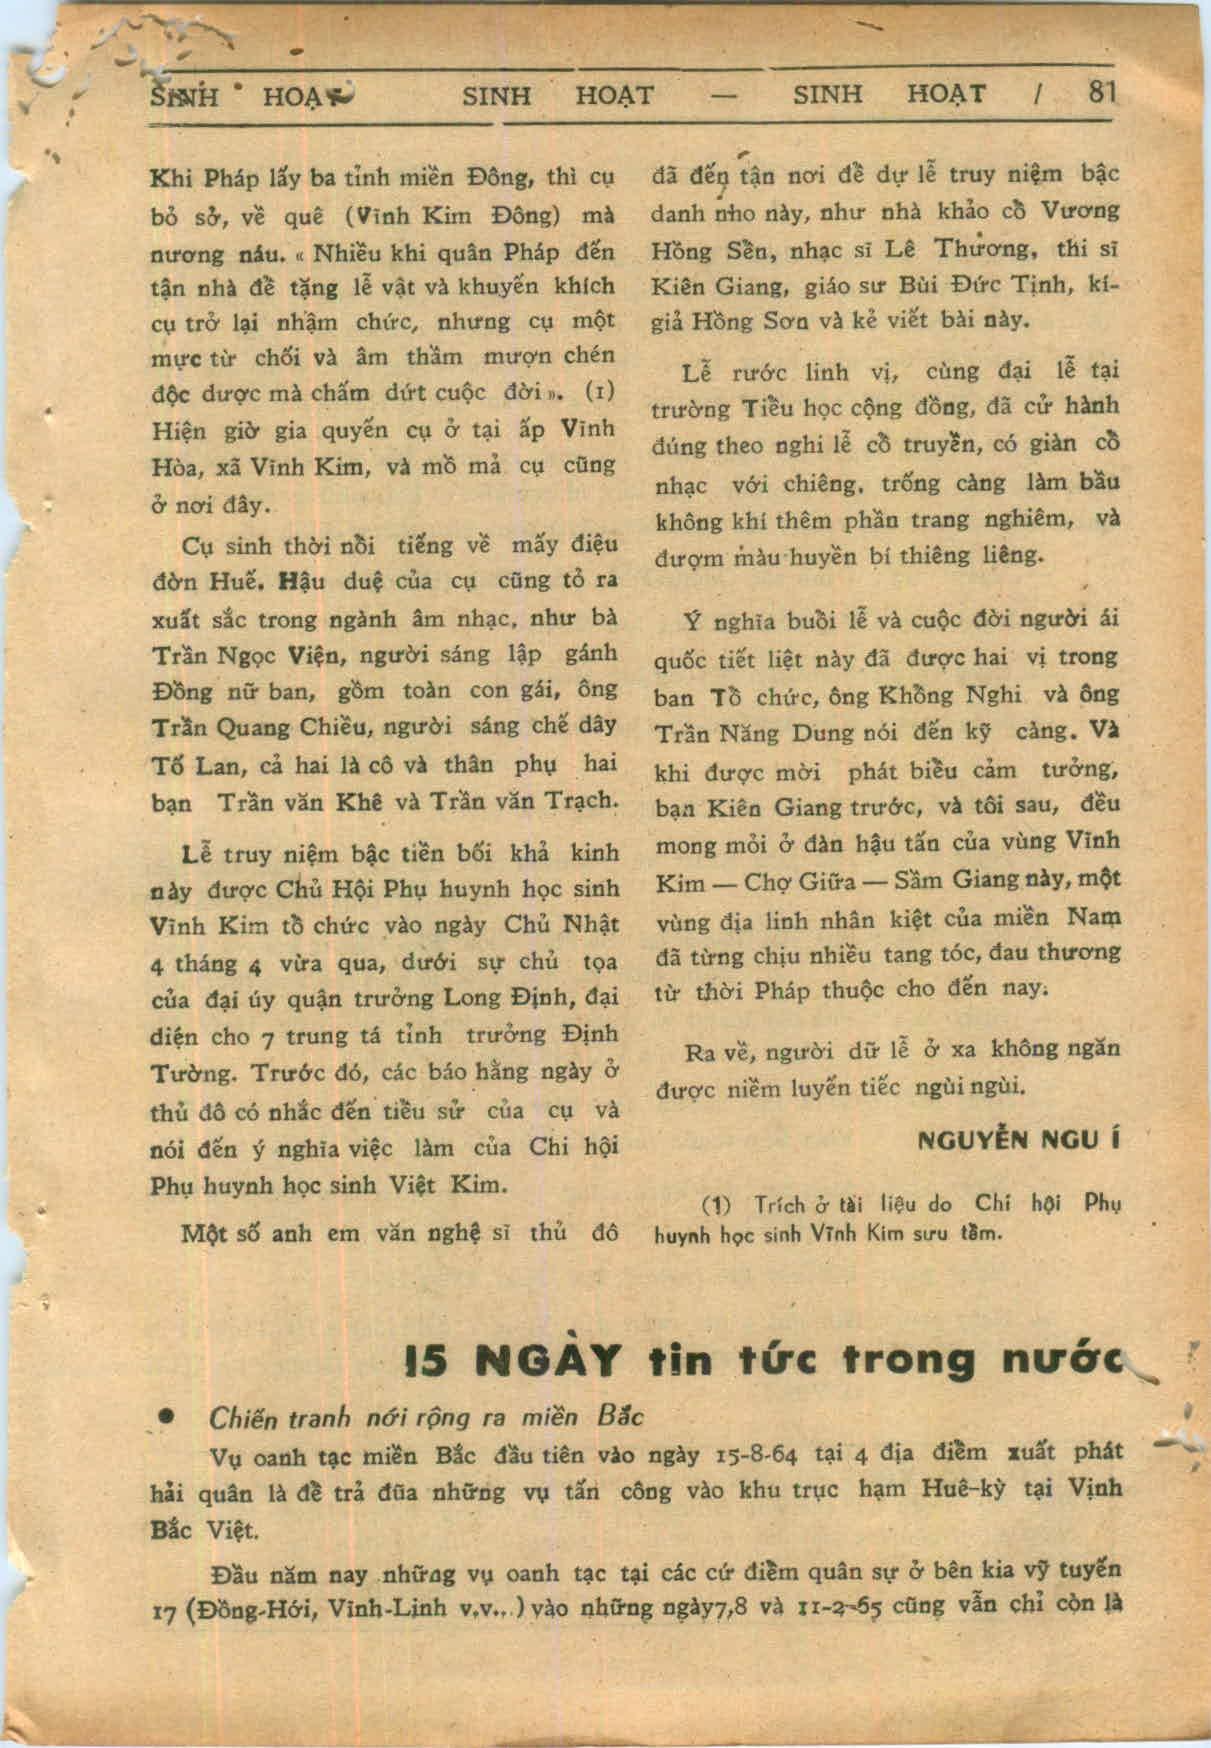 SINH HOẠT SINH HOẠT — SINH HOẠT / 81
Khi Pháp lấy ba tỉnh miền Đông, thì cụ
bỏ sở, về quê (Vĩnh Kim Đông) mà
nương náu. « Nhiều khi quân Pháp đến
tận nhà để tặng lễ vật và khuyến khích
cụ trở lại nhậm chức, nhưng cụ một
mực từ chối và âm thầm mượn chén
độc dược mà chấm dứt cuộc đời ». (1)
Hiện giờ gia quyến cụ ở tại ấp Vĩnh
Hòa, xã Vĩnh Kim, và mồ mả cụ cũng
ở nơi đây.
Cụ sinh thời nổi tiếng về mấy điệu
đờn Huế. Hậu duệ của cụ cũng tỏ ra
xuất sắc trong ngành âm nhạc, như bà
Trần Ngọc Viện, người sáng lập gánh
Đồng nữ ban, gồm toàn con gái, ông
Trần Quang Chiều, người sáng chế dây
Tố Lan, cả hai là cô và thân phụ hai
bạn Trần văn Khê và Trần văn Trạch.
Lễ truy niệm bậc tiền bối khả kinh
này được Chủ Hội Phụ huynh học sinh
Vĩnh Kim tổ chức vào ngày Chủ Nhật
4 tháng 4 vừa qua, dưới sự chủ tọa
của đại úy quận trưởng Long Định, đại
diện cho 7 trung tá tỉnh trưởng Định
Tường. Trước đó, các báo hằng ngày ở
thủ đô có nhắc đến tiểu sử của cụ và
nói đến ý nghĩa việc làm của Chi hội
Phụ huynh học sinh Việt Kim.
Một số anh em văn nghệ sĩ thủ đô
đã đến tận nơi để dự lễ truy niệm bậc
danh nho này, như nhà khảo cổ Vương
Hồng Sển, nhạc sĩ Lê Thương, thi sĩ
Kiên Giang, giáo sư Bùi Đức Tịnh, kí-
giả Hồng Sơn và kẻ viết bài này.
Lễ rước linh vị, cùng đại lễ tại
trường Tiểu học cộng đồng, đã cử hành
đúng theo nghi lễ cổ truyền, có giàn cổ
nhạc với chiêng, trống càng làm bầu
không khí thêm phần trang nghiêm, và
đượm màu huyền bí thiêng liêng.
Ý nghĩa buổi lễ và cuộc đời người ái
quốc tiết liệt này đã được hai vị trong
ban Tổ chức, ông Khổng Nghi và ông
Trần Năng Dung nói đến kỹ càng. Và
khi được mời phát biểu cảm tưởng,
bạn Kiên Giang trước, và tôi sau, đều
mong mỏi ở đàn hậu tấn của vùng Vĩnh
Kim — Chợ Giữa — Sầm Giang này, một
vùng địa linh nhân kiệt của miền Nam
đã từng chịu nhiều tang tóc, đau thương
từ thời Pháp thuộc cho đến nay.
Ra về, người dữ lễ ở xa không ngăn
được niềm luyến tiếc ngùi ngùi.
NGUYỄN NGU Í
(1) Trích ở tài liệu do Chi hội Phụ
huynh học sinh Vĩnh Kim sưu tầm.
15 NGÀY tin tức trong nước
● Chiến tranh nới rộng ra miền Bắc
Vụ oanh tạc miền Bắc đầu tiên vào ngày 15-8-64 tại 4 địa điểm xuất phát
hải quân là để trả đũa những vụ tấn công vào khu trục hạm Huê-kỳ tại Vịnh
Bắc Việt.
Đầu năm nay những vụ oanh tạc tại các cứ điểm quân sự ở bên kia vỹ tuyến
17 (Đồng-Hới, Vĩnh-Linh v.v...) vào những ngày 7,8 và 11-2-65 cũng vẫn chỉ còn là